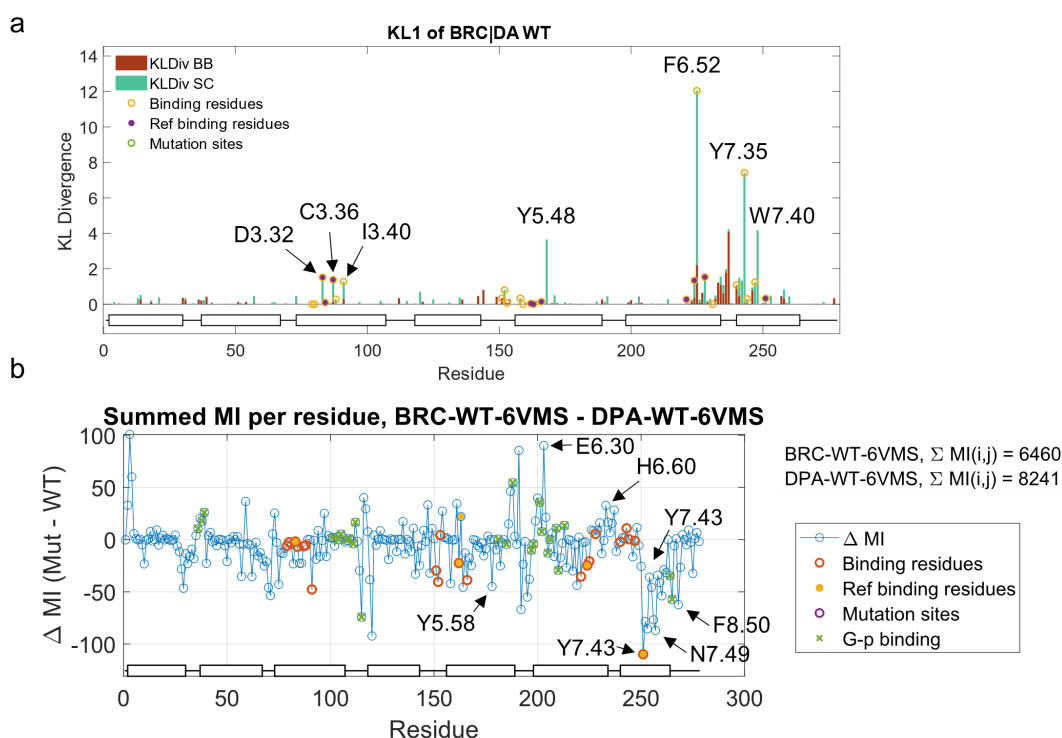 a
KL1 of BRC|DA WT
14
12
10
8
6
4
2
0
KL Divergence
KLDiv BB
KLDiv SC
Binding residues
Ref binding residues
Mutation sites
D3.32
C3.36
I3.40
Y5.48
F6.52
Y7.35
W7.40
0 50 100 150 200 250
Residue
b
Summed MI per residue, BRC-WT-6VMS - DPA-WT-6VMS
100
50
0
-50
-100
Δ MI (Mut - WT)
E6.30
H6.60
Y7.43
Y5.58
F8.50
Y7.43
N7.49
0 50 100 150 200 250 300
Residue
BRC-WT-6VMS, Σ MI(i,j) = 6460
DPA-WT-6VMS, Σ MI(i,j) = 8241
Δ MI
Binding residues
Ref binding residues
Mutation sites
G-p binding